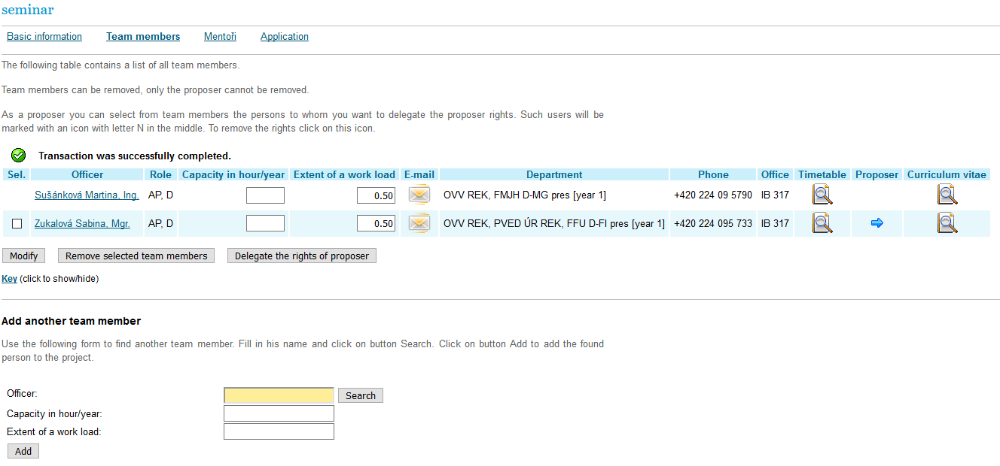 seminar
Basic information Team members Mentoři Application
The following table contains a list of all team members.
Team members can be removed, only the proposer cannot be removed.
As a proposer you can select from team members the persons to whom you want to delegate the proposer rights. Such users will be
marked with an icon with letter N in the middle. To remove the rights click on this icon.
Transaction was successfully completed.
Sel. Officer Role Capacity in hour/year Extent of a work load E-mail Department Phone Office Timetable Proposer Curriculum vitae
Sušánková Martina, Ing. AP, D 0.50 OVV REK, FMJH D-MG pres [year 1] +420 224 09 5790 IB 317
Zukalová Sabina, Mgr. AP, D 0.50 OVV REK, PVED ÚR REK, FFU D-FI pres [year 1] +420 224 095 733 IB 317
Modify Remove selected team members Delegate the rights of proposer
Key (click to show/hide)
Add another team member
Use the following form to find another team member. Fill in his name and click on button Search. Click on button Add to add the found
person to the project.
Officer: Search
Capacity in hour/year:
Extent of a work load:
Add